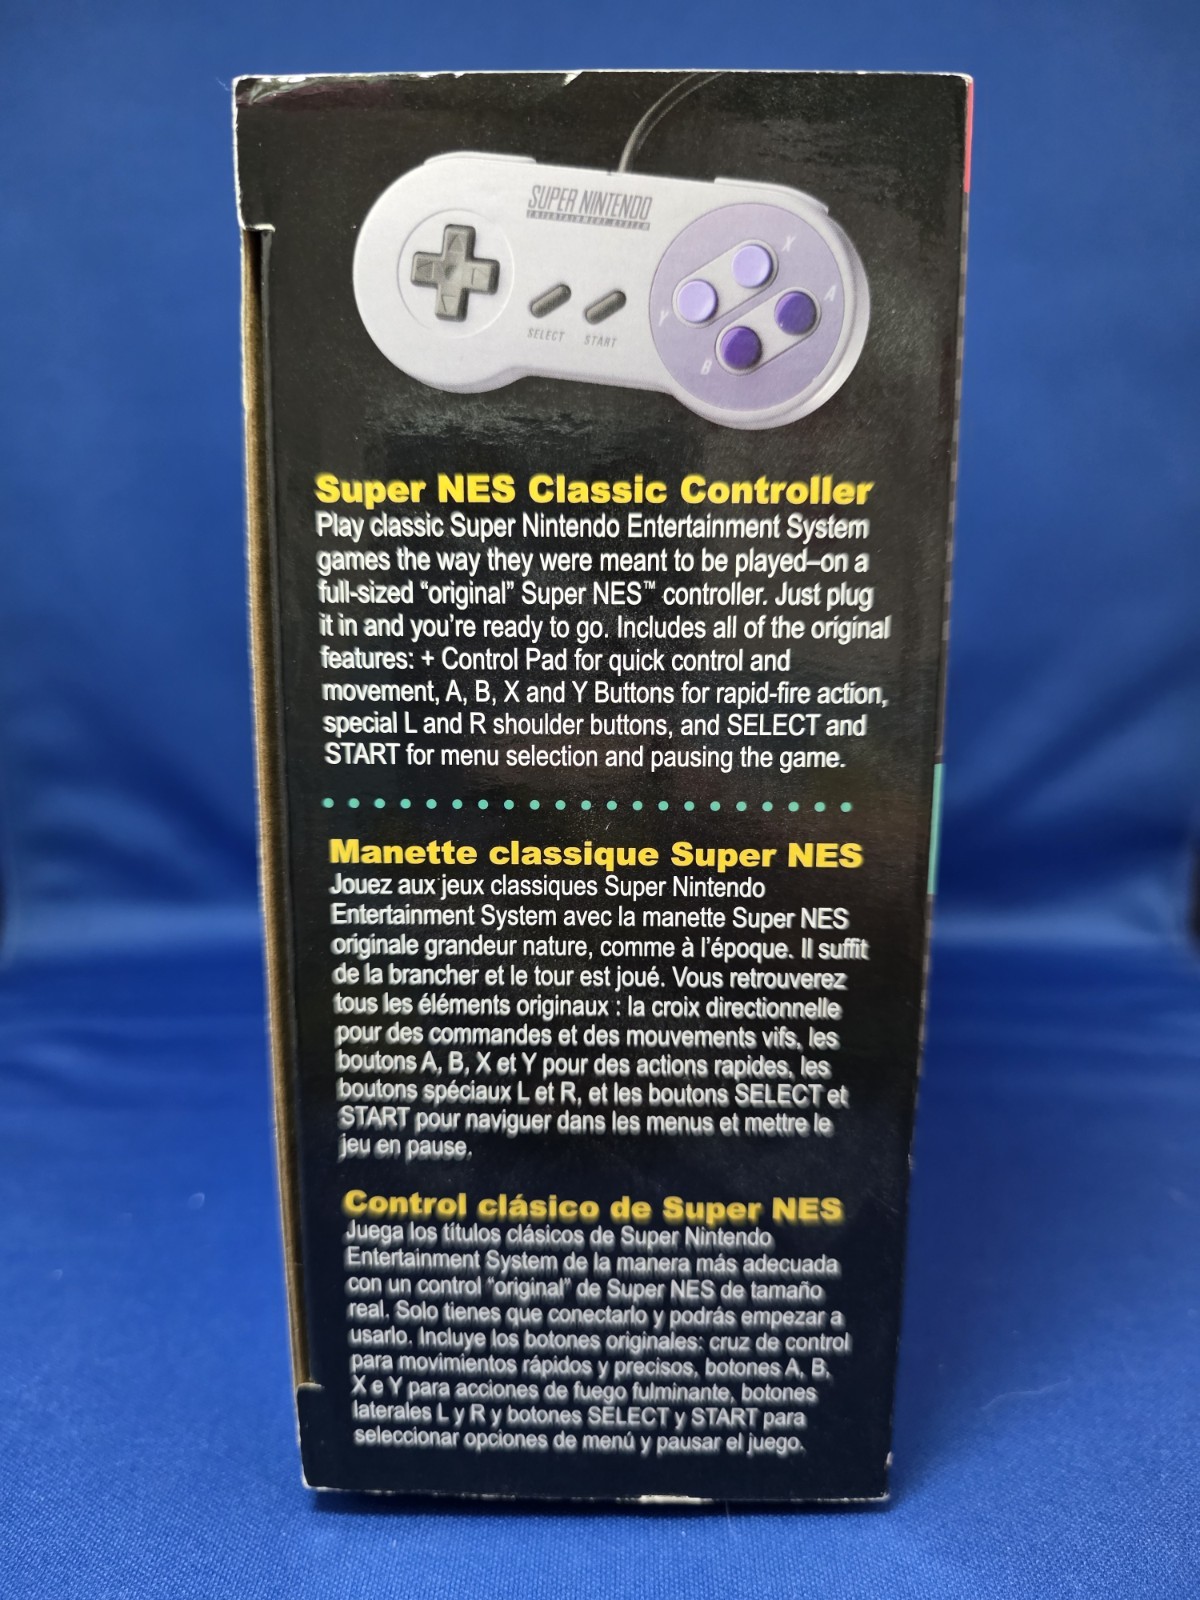 SUPER NINTENDO
ENTERTAINMENT SYSTEM
X
A
Y
B
SELECT START
Super NES Classic Controller
Play classic Super Nintendo Entertainment System
games the way they were meant to be played–on a
full-sized “original” Super NES™ controller. Just plug
it in and you’re ready to go. Includes all of the original
features: + Control Pad for quick control and
movement, A, B, X and Y Buttons for rapid-fire action,
special L and R shoulder buttons, and SELECT and
START for menu selection and pausing the game.
Manette classique Super NES
Jouez aux jeux classiques Super Nintendo
Entertainment System avec la manette Super NES
originale grandeur nature, comme à l’époque. Il suffit
de la brancher et le tour est joué. Vous retrouverez
tous les éléments originaux : la croix directionnelle
pour des commandes et des mouvements vifs, les
boutons A, B, X et Y pour des actions rapides, les
boutons spéciaux L et R, et les boutons SELECT et
START pour naviguer dans les menus et mettre le
jeu en pause.
Control clásico de Super NES
Juega los títulos clásicos de Super Nintendo
Entertainment System de la manera más adecuada
con un control “original” de Super NES de tamaño
real. Solo tienes que conectarlo y podrás empezar a
usarlo. Incluye los botones originales: cruz de control
para movimientos rápidos y precisos, botones A, B,
X e Y para acciones de fuego fulminante, botones
laterales L y R y botones SELECT y START para
seleccionar opciones de menú y pausar el juego.